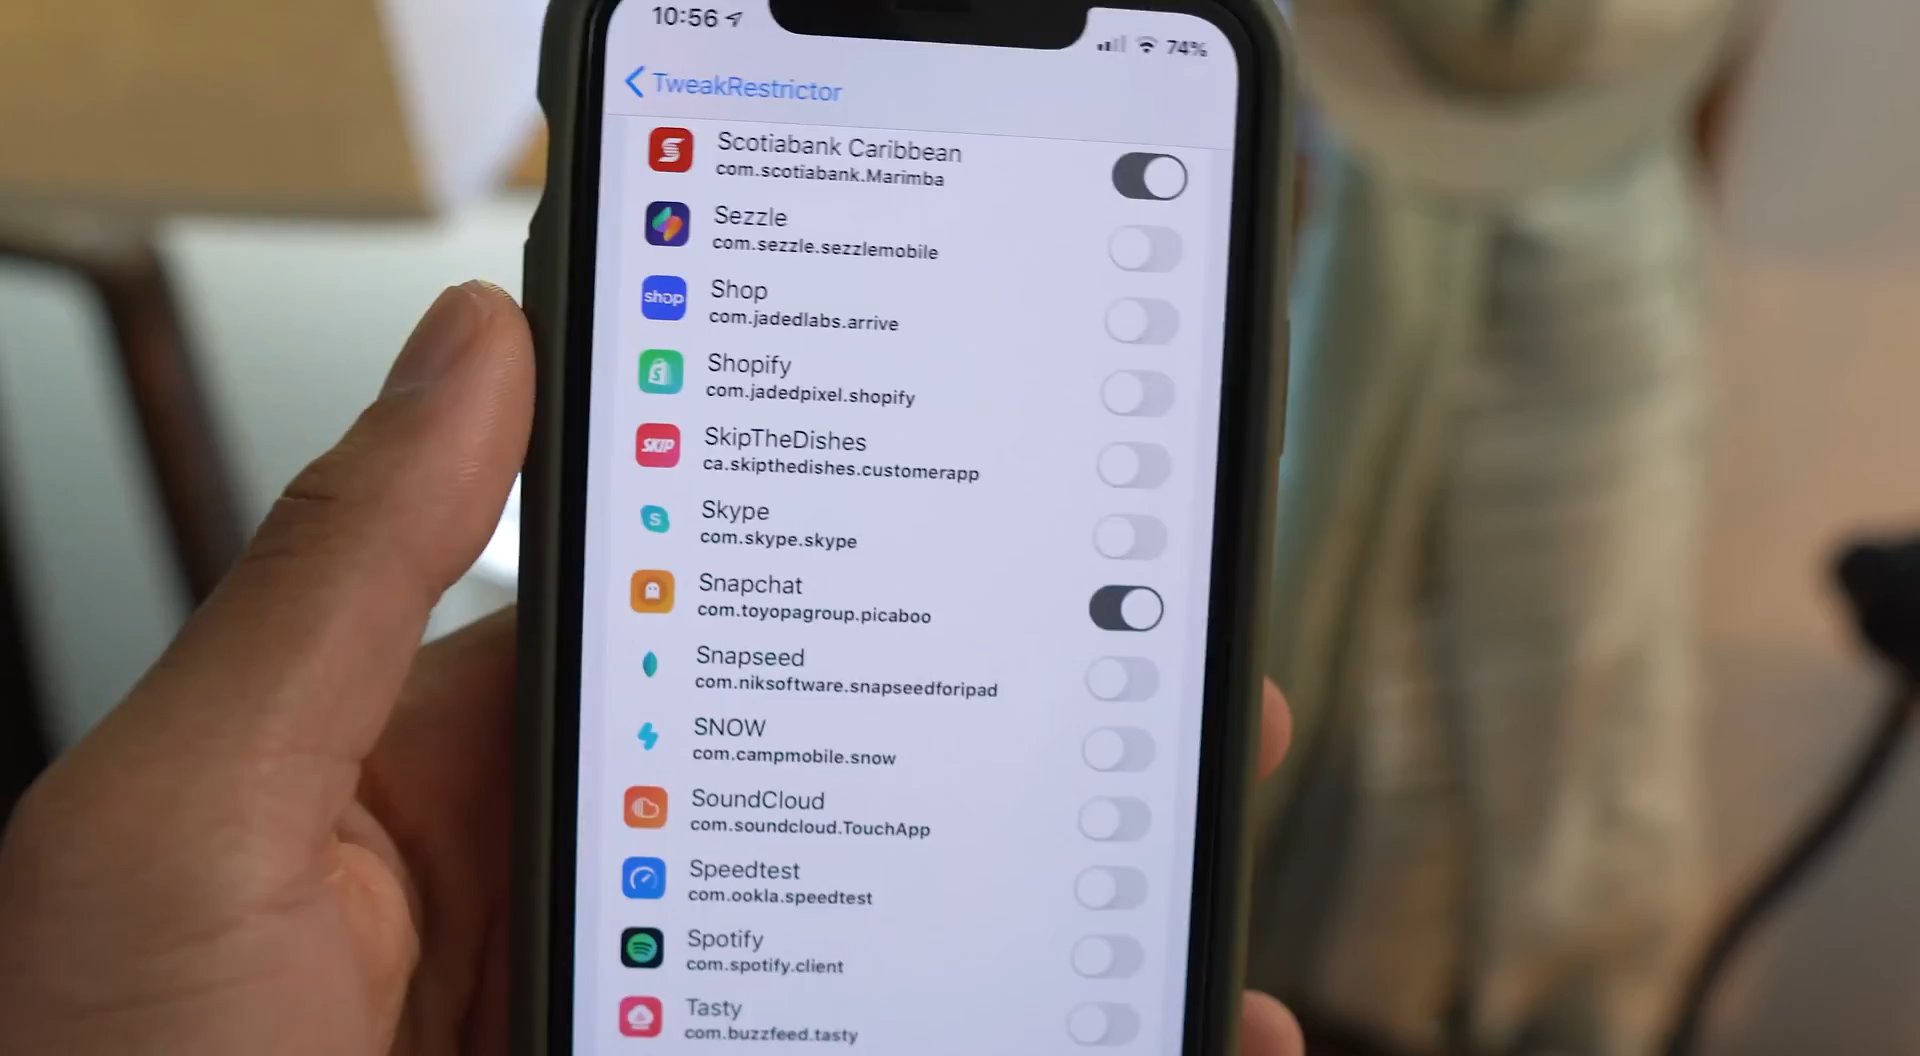 10:56
74%
TweakRestrictor
Scotiabank Caribbean
com.scotiabank.Marimba
Sezzle
com.sezzle.sezzlemobile
shop
Shop
com.jadedlabs.arrive
Shopify
com.jadedpixel.shopify
SKIP
SkipTheDishes
ca.skipthedishes.customerapp
S
Skype
com.skype.skype
Snapchat
com.toyopagroup.picaboo
Snapseed
com.niksoftware.snapseedforipad
SNOW
com.campmobile.snow
SoundCloud
com.soundcloud.TouchApp
Speedtest
com.ookla.speedtest
Spotify
com.spotify.client
Tasty
com.buzzfeed.tasty